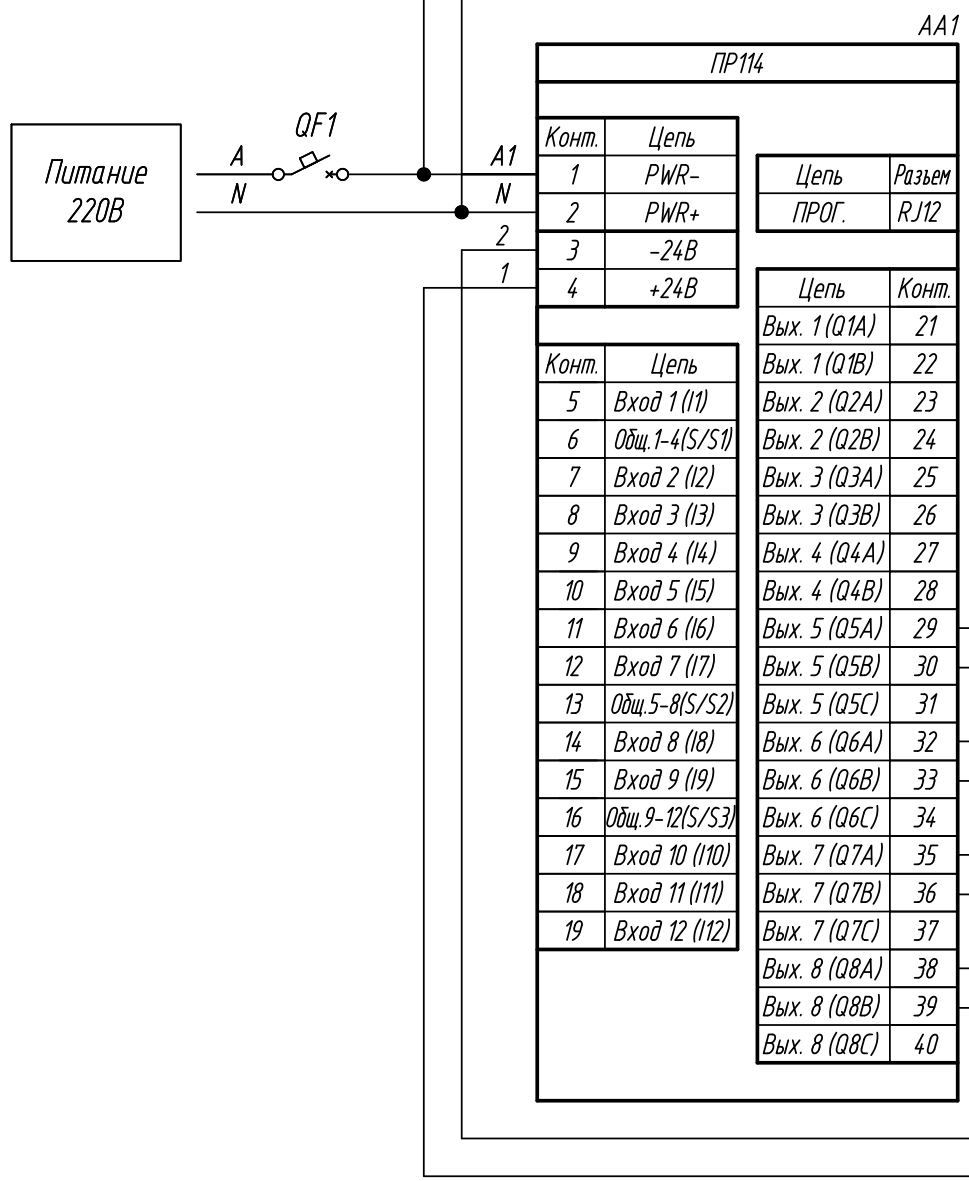 AA1
ПР114
Питание
220В
QF1
A
N
A1
N
2
1
Конт. Цепь
1 PWR-
2 PWR+
3 -24В
4 +24В
Цепь Разъем
ПРОГ. RJ12
Конт. Цепь
5 Вход 1 (I1)
6 Общ.1-4(S/S1)
7 Вход 2 (I2)
8 Вход 3 (I3)
9 Вход 4 (I4)
10 Вход 5 (I5)
11 Вход 6 (I6)
12 Вход 7 (I7)
13 Общ.5-8(S/S2)
14 Вход 8 (I8)
15 Вход 9 (I9)
16 Общ.9-12(S/S3)
17 Вход 10 (I10)
18 Вход 11 (I11)
19 Вход 12 (I12)
Цепь Конт.
Вых. 1 (Q1A) 21
Вых. 1 (Q1B) 22
Вых. 2 (Q2A) 23
Вых. 2 (Q2B) 24
Вых. 3 (Q3A) 25
Вых. 3 (Q3B) 26
Вых. 4 (Q4A) 27
Вых. 4 (Q4B) 28
Вых. 5 (Q5A) 29
Вых. 5 (Q5B) 30
Вых. 5 (Q5C) 31
Вых. 6 (Q6A) 32
Вых. 6 (Q6B) 33
Вых. 6 (Q6C) 34
Вых. 7 (Q7A) 35
Вых. 7 (Q7B) 36
Вых. 7 (Q7C) 37
Вых. 8 (Q8A) 38
Вых. 8 (Q8B) 39
Вых. 8 (Q8C) 40